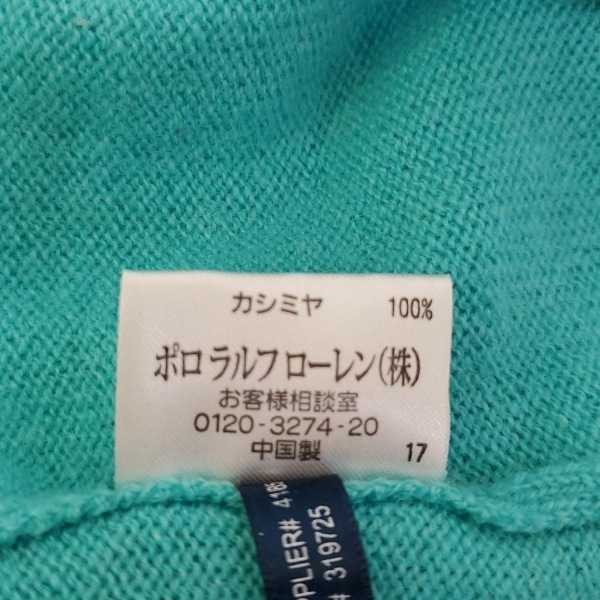 カシミヤ 100%
ポロ ラルフ ローレン(株)
お客様相談室
0120-3274-20
中国製 17
PPLIER# 418
# 319725